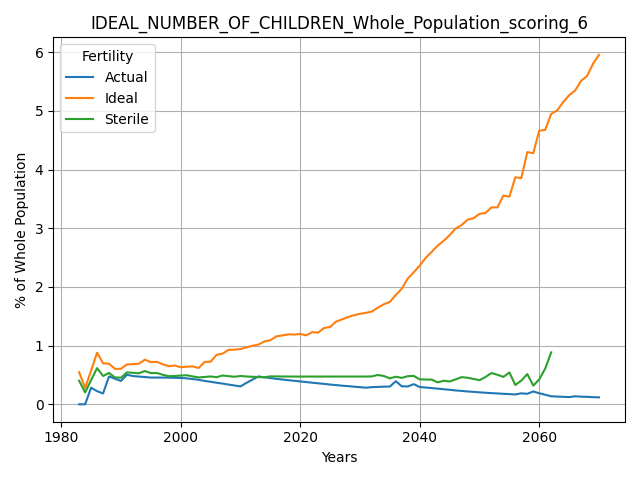 IDEAL_NUMBER_OF_CHILDREN_Whole_Population_scoring_6
Fertility
Actual
Ideal
Sterile
% of Whole Population
6
5
4
3
2
1
0
1980 2000 2020 2040 2060
Years